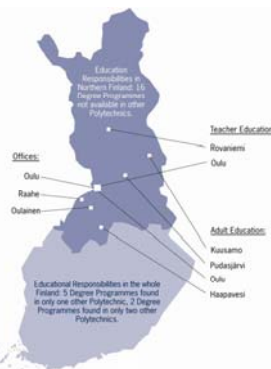 Education
Responsibilities in
Northern Finland: 16
Degree Programmes
not available in other
Polytechnics.
Teacher Education:
Rovaniemi
Oulu
Offices:
Oulu
Raahe
Oulainen
Adult Education:
Kuusamo
Pudasjärvi
Oulu
Haapavesi
Educational Responsibilities in the whole
Finland: 5 Degree Programmes found
in only one other Polytechnic, 2 Degree
Programmes found in only two other
Polytechnics.